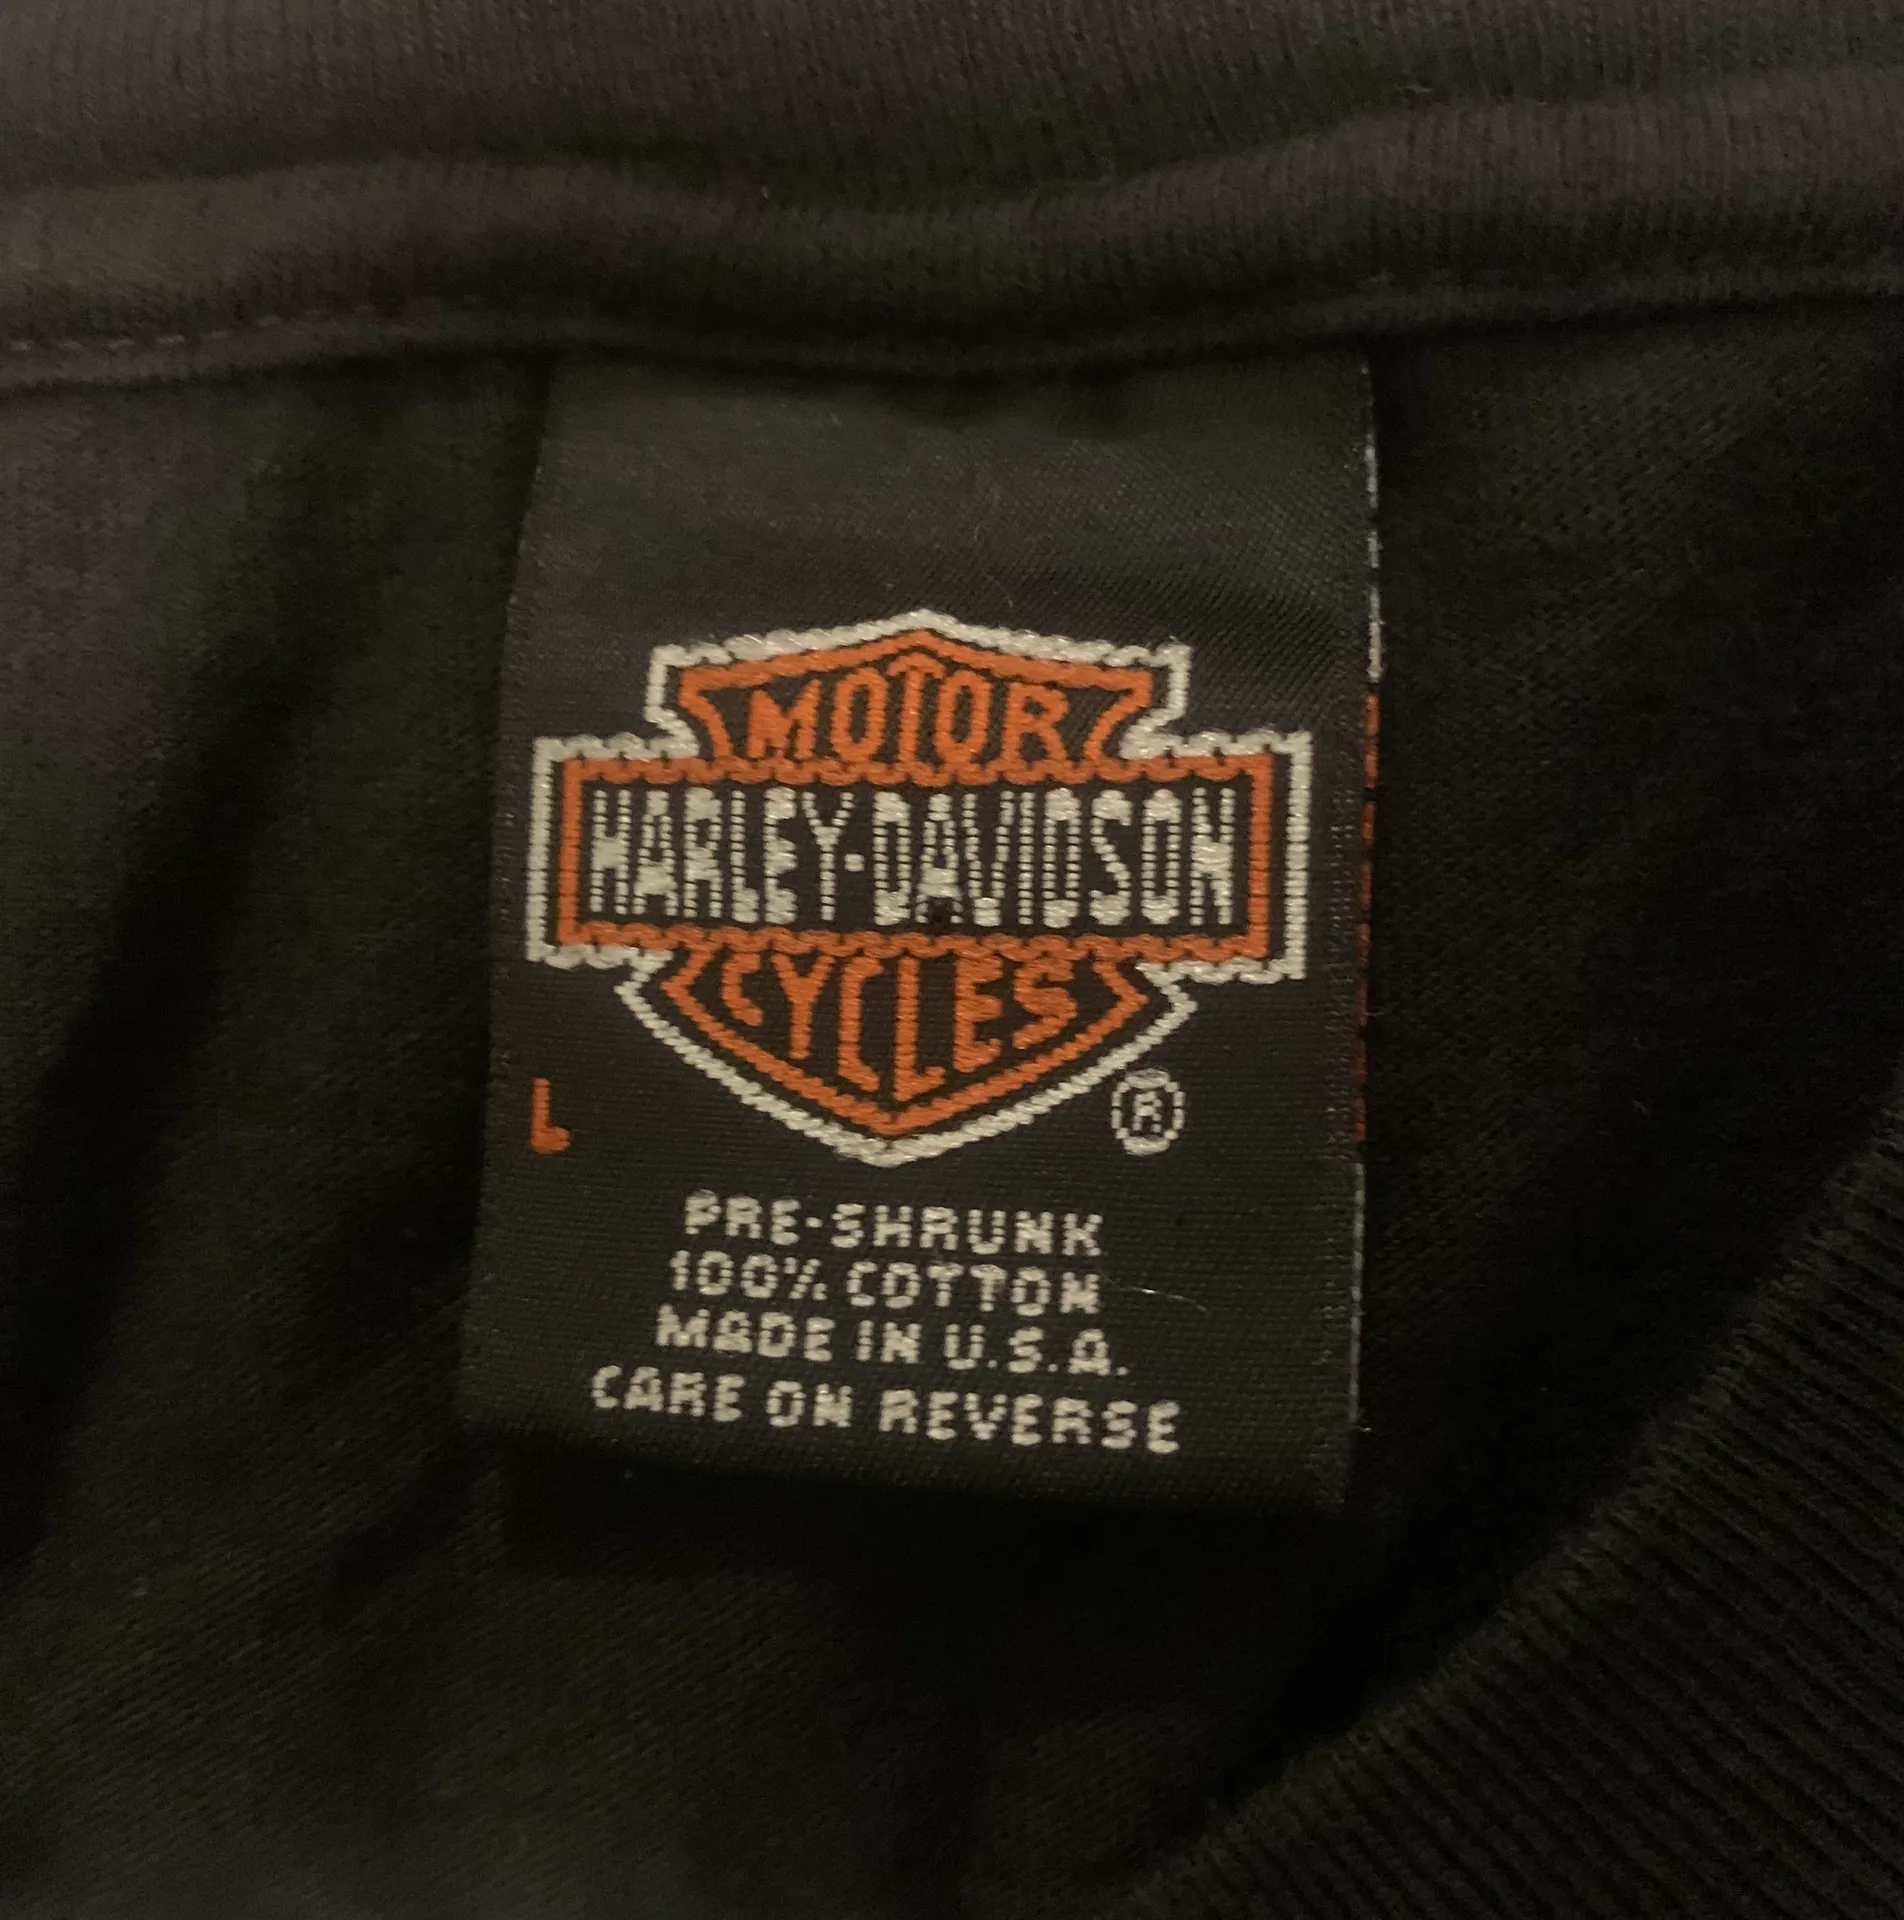 MOTOR
HARLEY-DAVIDSON
CYCLES
L
®
PRE-SHRUNK
100% COTTON
MADE IN U.S.A.
CARE ON REVERSE